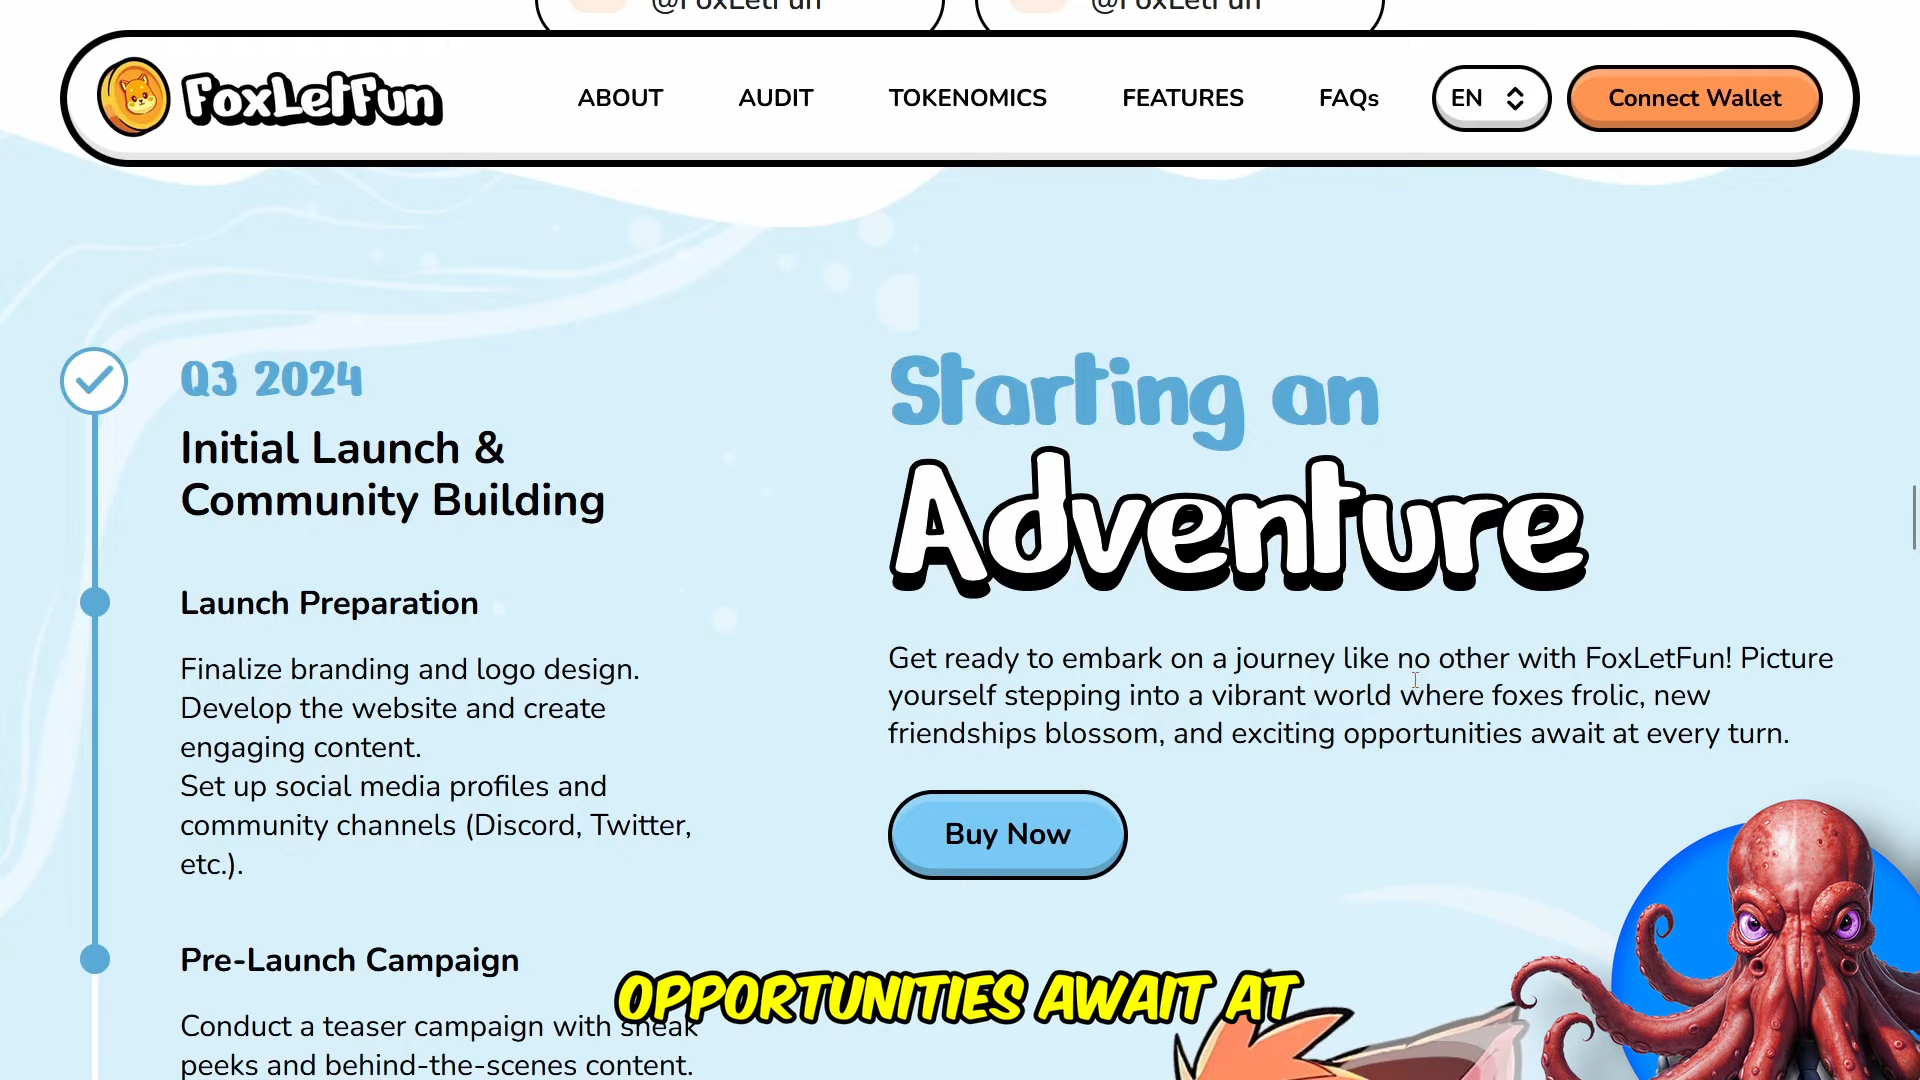 @FoxLetFun
@FoxLetFun
FoxLetFun
ABOUT
AUDIT
TOKENOMICS
FEATURES
FAQs
EN
Connect Wallet
Q3 2024
Initial Launch &
Community Building
Launch Preparation
Finalize branding and logo design.
Develop the website and create
engaging content.
Set up social media profiles and
community channels (Discord, Twitter,
etc.).
Pre-Launch Campaign
Conduct a teaser campaign with sneak
peeks and behind-the-scenes content.
Starting an
Adventure
Get ready to embark on a journey like no other with FoxLetFun! Picture
yourself stepping into a vibrant world where foxes frolic, new
friendships blossom, and exciting opportunities await at every turn.
Buy Now
OPPORTUNITIES AWAIT AT